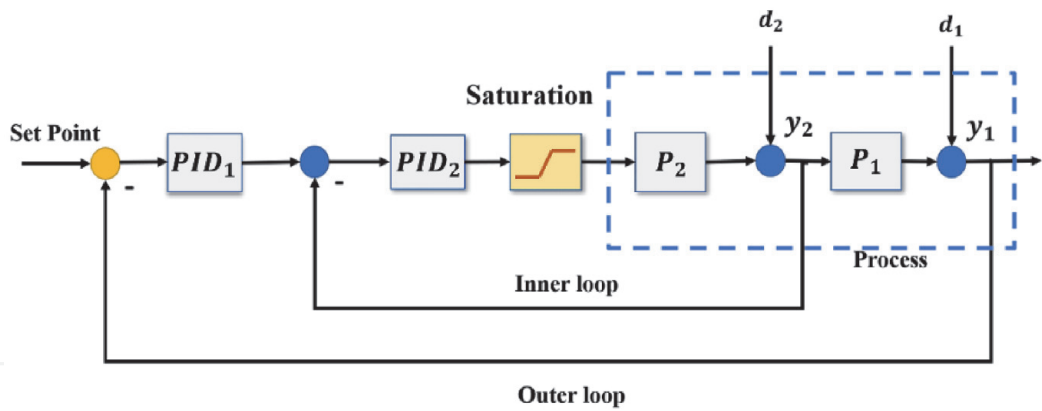 d₂
d₁
Saturation
Set Point
PID₁
PID₂
P₂
y₂
P₁
y₁
-
-
Process
Inner loop
Outer loop